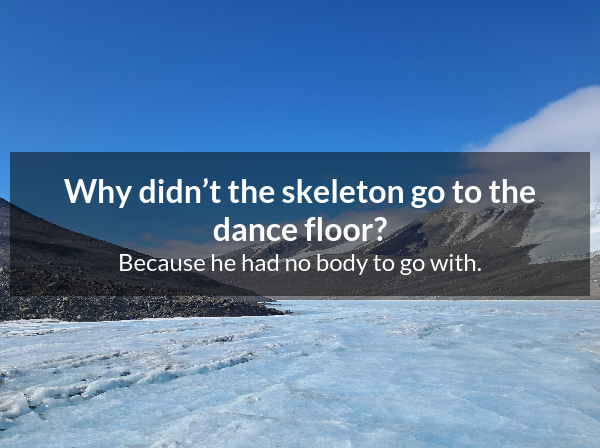 Why didn’t the skeleton go to the
dance floor?
Because he had no body to go with.